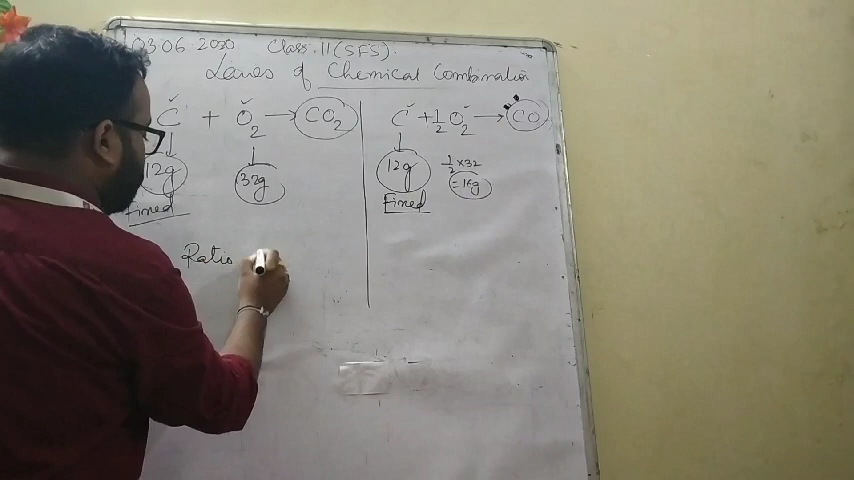 03.06.2020 Class. 11 (SFS).
Laws of Chemical Combination
C + O₂ → CO₂
12g 32g
Fixed
C + 1/2 O₂ → CO
12g 1/2 × 32
= 16g
Fixed
Ratio